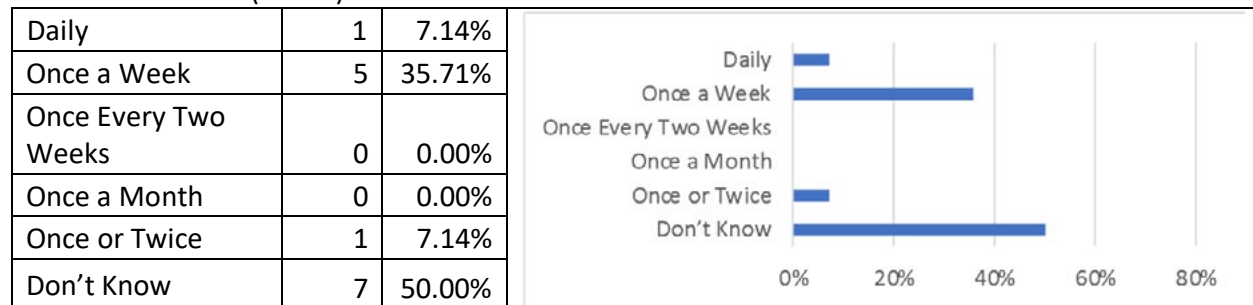 Daily 1 7.14%
Once a Week 5 35.71%
Once Every Two
Weeks 0 0.00%
Once a Month 0 0.00%
Once or Twice 1 7.14%
Don’t Know 7 50.00%
Daily
Once a Week
Once Every Two Weeks
Once a Month
Once or Twice
Don’t Know
0% 20% 40% 60% 80%